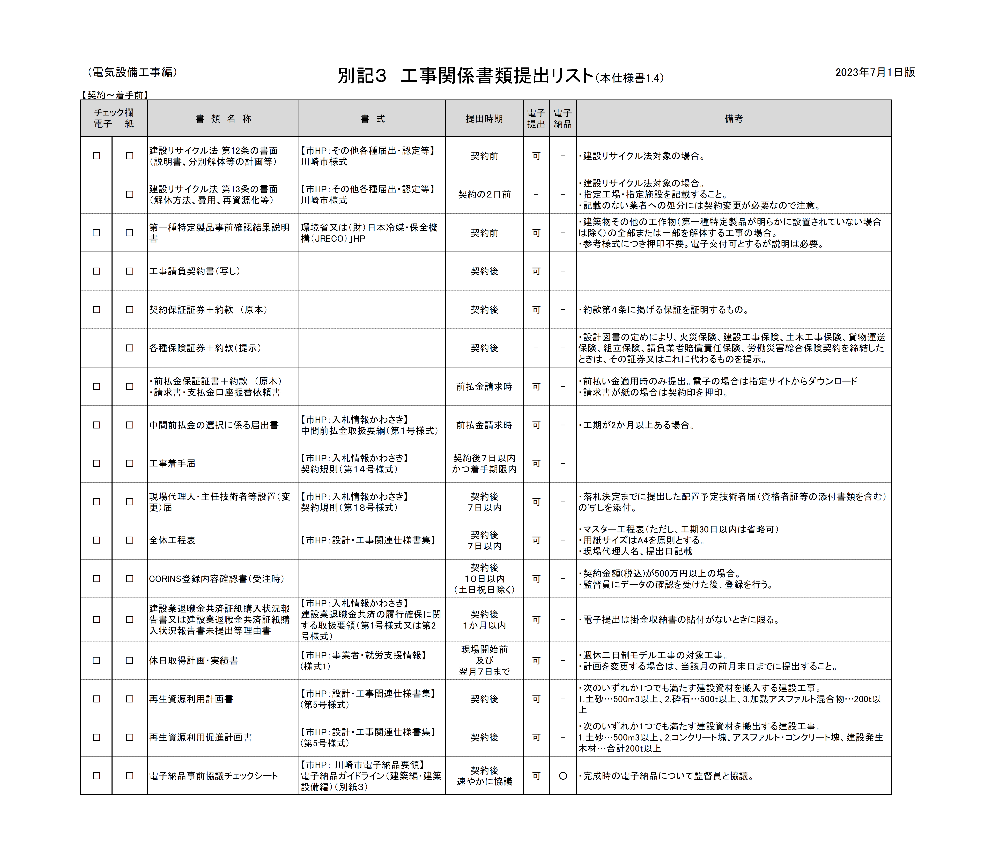 （電気設備工事編）
別記３　工事関係書類提出リスト（本仕様書1.4）
2023年7月1日版
【契約～着手前】
チェック欄
電子　紙
書　類　名　称
書　式
提出時期
電子
提出
電子
納品
備考
□
□
建設リサイクル法 第12条の書面
（説明書、分別解体等の計画等）
【市HP：その他各種届出・認定等】
川崎市様式
契約前
可
-
・建設リサイクル法対象の場合。
□
建設リサイクル法 第13条の書面
（解体方法、費用、再資源化等）
【市HP：その他各種届出・認定等】
川崎市様式
契約の２日前
-
-
・建設リサイクル法対象の場合。
・指定工場・指定施設を記載すること。
・記載のない業者への処分には契約変更が必要なので注意。
□
□
第一種特定製品事前確認結果説明
書
環境省又は（財）日本冷媒・保全機
構（JRECO）」HP
契約前
可
-
・建築物その他の工作物（第一種特定製品が明らかに設置されていない場合
は除く）の全部または一部を解体する工事の場合。
・参考様式につき押印不要。電子交付可とするが説明は必要。
□
□
工事請負契約書（写し）
契約後
可
-
□
□
契約保証証券＋約款　（原本）
契約後
可
-
・約款第４条に掲げる保証を証明するもの。
□
各種保険証券＋約款（提示）
契約後
-
-
・設計図書の定めにより、火災保険、建設工事保険、土木工事保険、貨物運送
保険、組立保険、請負業者賠償責任保険、労働災害総合保険契約を締結した
ときは、その証券又はこれに代わるものを提示。
□
□
・前払金保証証書＋約款　（原本）
・請求書・支払金口座振替依頼書
前払金請求時
可
-
・前払い金適用時のみ提出。電子の場合は指定サイトからダウンロード
・請求書が紙の場合は契約印を押印。
□
□
中間前払金の選択に係る届出書
【市HP：入札情報かわさき】
中間前払金取扱要綱（第１号様式）
前払金請求時
可
-
・工期が2か月以上ある場合。
□
□
工事着手届
【市HP：入札情報かわさき】
契約規則（第１４号様式）
契約後７日以内
かつ着手期限内
可
-
□
□
現場代理人・主任技術者等設置（変
更）届
【市HP：入札情報かわさき】
契約規則（第１８号様式）
契約後
７日以内
可
-
・落札決定までに提出した配置予定技術者届（資格者証等の添付書類を含む）
の写しを添付。
□
□
全体工程表
【市HP：設計・工事関連仕様書集】
契約後
７日以内
可
-
・マスター工程表（ただし、工期30日以内は省略可）
・用紙サイズはA4を原則とする。
・現場代理人名、提出日記載
□
□
CORINS登録内容確認書（受注時）
契約後
１０日以内
（土日祝日除く）
可
-
・契約金額(税込)が500万円以上の場合。
・監督員にデータの確認を受けた後、登録を行う。
□
□
建設業退職金共済証紙購入状況報
告書又は建設業退職金共済証紙購
入状況報告書未提出等理由書
【市HP：入札情報かわさき】
建設業退職金共済の履行確保に関
する取扱要領（第1号様式又は第2
号様式）
契約後
１か月以内
可
-
・電子提出は掛金収納書の貼付がないときに限る。
□
□
休日取得計画・実績書
【市HP：事業者・就労支援情報】
(様式1)
現場開始前
及び
翌月７日まで
可
-
・週休二日制モデル工事の対象工事。
・計画を変更する場合は、当該月の前月末日までに提出すること。
□
□
再生資源利用計画書
【市HP：設計・工事関連仕様書集】
(第5号様式)
契約後
可
-
・次のいずれか1つでも満たす建設資材を搬入する建設工事。
1.土砂…500m3以上、2.砕石…500t以上、3.加熱アスファルト混合物…200t以
上
□
□
再生資源利用促進計画書
【市HP：設計・工事関連仕様書集】
(第5号様式)
契約後
可
-
・次のいずれか1つでも満たす建設資材を搬出する建設工事。
1.土砂…500m3以上、2.コンクリート塊、アスファルト・コンクリート塊、建設発生
木材…合計200t以上
□
□
電子納品事前協議チェックシート
【市HP： 川崎市電子納品要領】
電子納品ガイドライン（建築編・建築
設備編）（別紙３）
契約後
速やかに協議
可
○
・完成時の電子納品について監督員と協議。